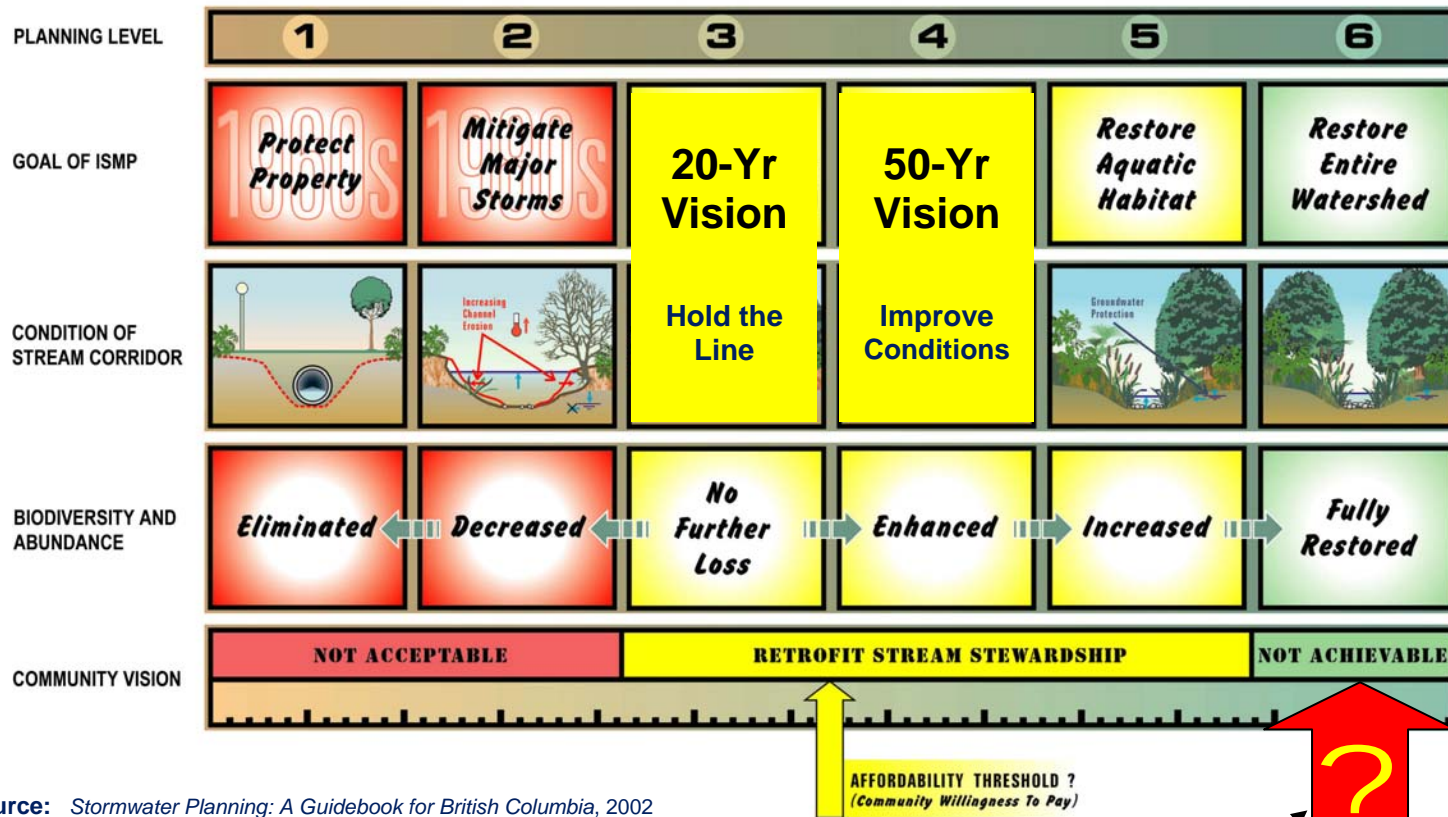 PLANNING LEVEL
1 2 3 4 5 6
GOAL OF ISMP
1960s
Protect
Property
Mitigate
Major
Storms
20-Yr
Vision
50-Yr
Vision
Restore
Aquatic
Habitat
Restore
Entire
Watershed
CONDITION OF
STREAM CORRIDOR
Increasing
Channel
Erosion
Hold the
Line
Improve
Conditions
Groundwater
Protection
BIODIVERSITY AND
ABUNDANCE
Eliminated
Decreased
No
Further
Loss
Enhanced
Increased
Fully
Restored
COMMUNITY VISION
NOT ACCEPTABLE
RETROFIT STREAM STEWARDSHIP
NOT ACHIEVABLE
AFFORDABILITY THRESHOLD ?
(Community Willingness To Pay)
?
urce: Stormwater Planning: A Guidebook for British Columbia, 2002